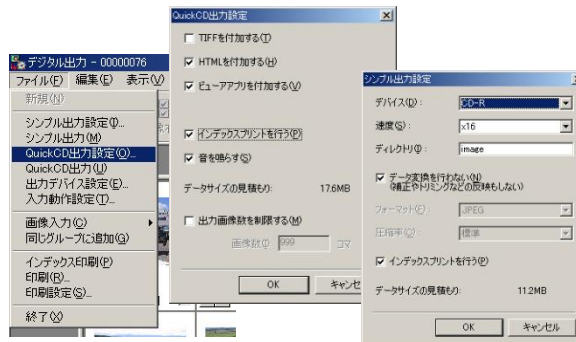 デジタル出力 - 00000076
ファイル(F) 編集(E) 表示(V)
新規(N)
シンプル出力設定(I)...
シンプル出力(M)
QuickCD出力設定(Q)...
QuickCD出力(U)
出力デバイス設定(E)...
入力動作設定(T)...
画像入力(C)
同じグループに追加(G)
インデックス印刷(P)
印刷(R)...
印刷設定(S)...
終了(X)
QuickCD出力設定
TIFFを付加する(T)
HTMLを付加する(H)
ビューアプリを付加する(V)
インデックスプリントを行う(P)
音を鳴らす(S)
データサイズの見積もり: 17.6MB
出力画像数を制限する(M)
画像数(I) 999 コマ
OK キャンセ
シンプル出力設定
デバイス(D): CD-R
速度(S): x16
ディレクトリ(I): image
データ変換を行わない(N)
(補正やトリミングなどの反映もしない)
フォーマット(F): JPEG
圧縮率(C): 標準
インデックスプリントを行う(P)
データサイズの見積もり: 11.2MB
OK キャンセル